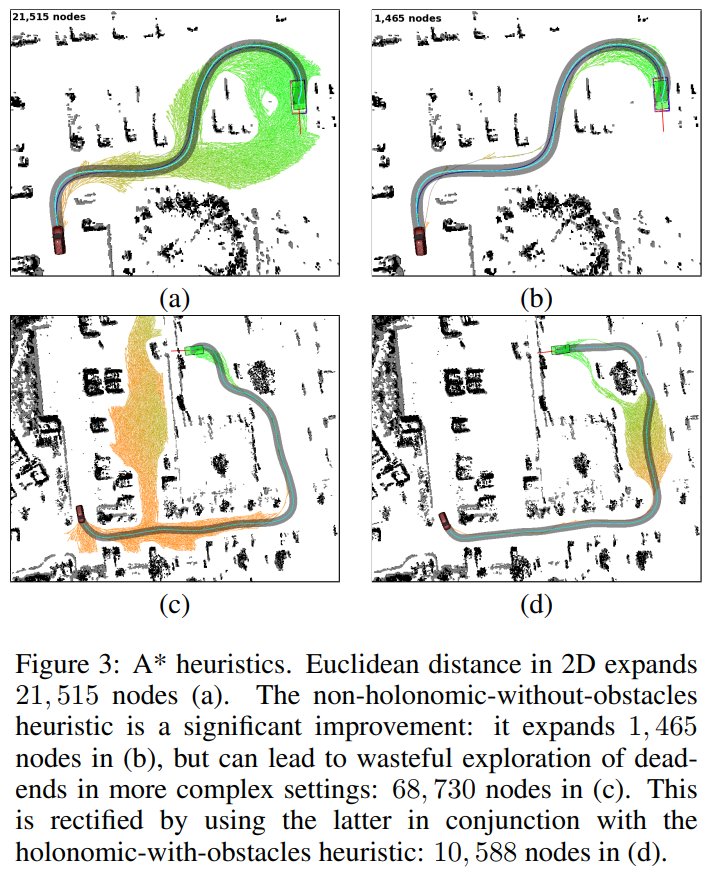 21,515 nodes
1,465 nodes
(a)
(b)
(c)
(d)
Figure 3: A* heuristics. Euclidean distance in 2D expands
21, 515 nodes (a). The non-holonomic-without-obstacles
heuristic is a significant improvement: it expands 1, 465
nodes in (b), but can lead to wasteful exploration of dead-
ends in more complex settings: 68, 730 nodes in (c). This
is rectified by using the latter in conjunction with the
holonomic-with-obstacles heuristic: 10, 588 nodes in (d).